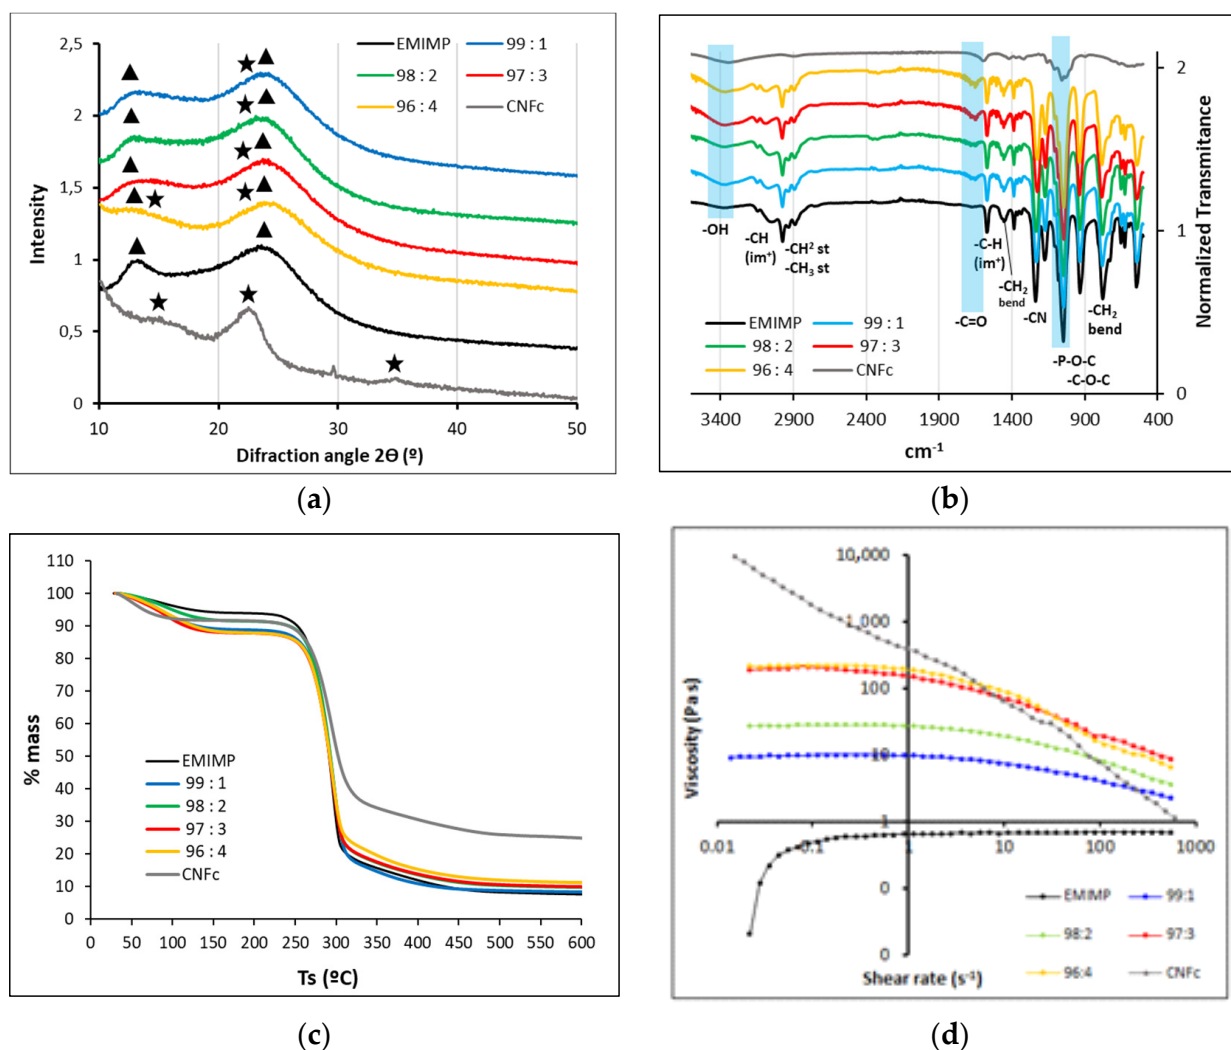 2,5
2
1,5
1
0,5
0
10
20
30
40
50
Intensity
Difraction angle 2Ɵ (º)
EMIMP
99 : 1
98 : 2
97 : 3
96 : 4
CNFc
(a)
2
1
0
Normalized Transmitance
-OH
-CH
(im⁺)
-CH² st
-CH₃ st
-C=O
-C-H
(im⁺)
-CH₂
bend
-CN
-P-O-C
-C-O-C
-CH₂
bend
EMIMP
99 : 1
98 : 2
97 : 3
96 : 4
CNFc
3400
2900
1900
1400
900
400
cm⁻¹
(b)
110
100
90
80
70
60
50
40
30
20
10
0
% mass
EMIMP
99 : 1
98 : 2
97 : 3
96 : 4
CNFc
0
50
100
150
200
250
300
350
400
450
500
550
600
Ts (ºC)
(c)
10,000
1,000
100
10
1
0
0
Viscosity (Pa s)
0.01
0.1
1
10
100
1000
Shear rate (s⁻¹)
EMIMP
99:1
98:2
97:3
96:4
CNFc
(d)